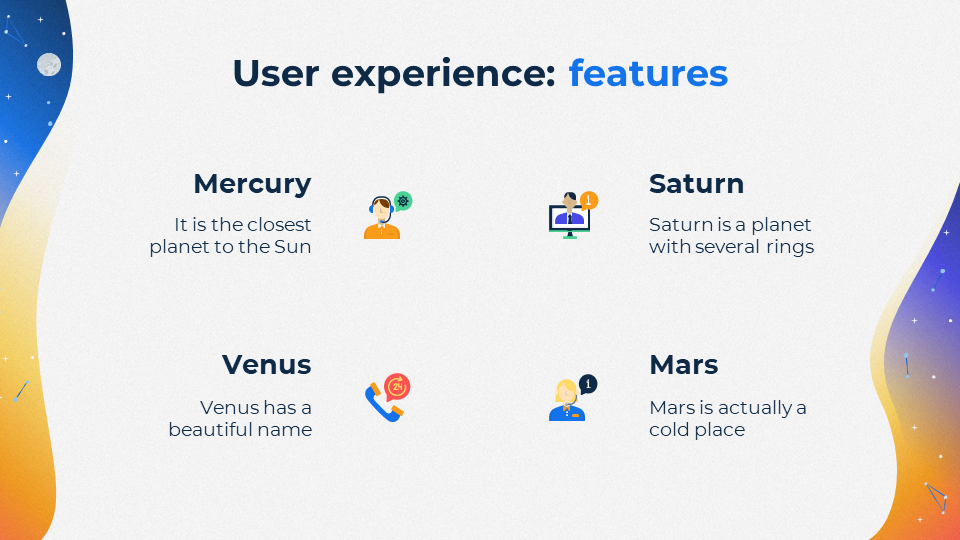 User experience: features
Mercury
It is the closest
planet to the Sun
Saturn
Saturn is a planet
with several rings
Venus
Venus has a
beautiful name
24
Mars
Mars is actually a
cold place